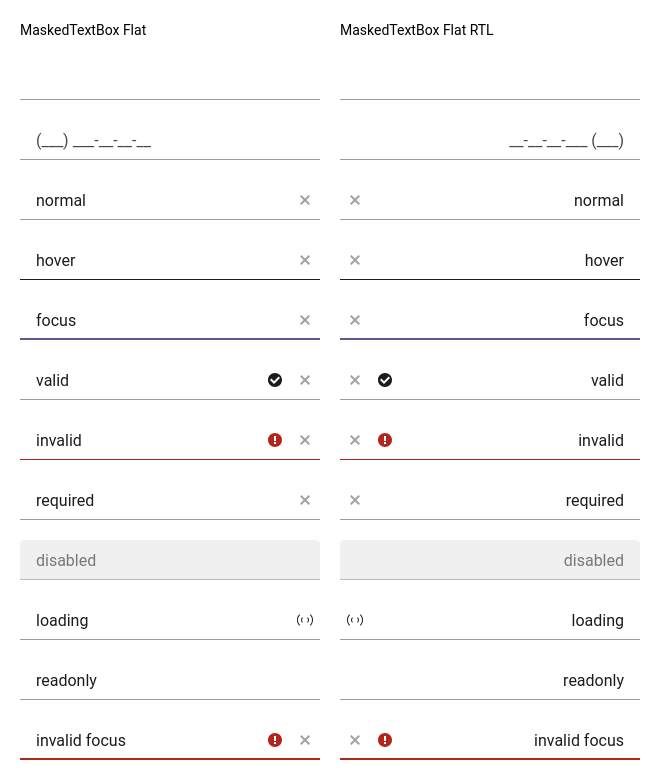 MaskedTextBox Flat
MaskedTextBox Flat RTL
(___) ___-__-__-__
__-__-__-___ (___)
normal
normal
hover
hover
focus
focus
valid
valid
invalid
invalid
required
required
disabled
disabled
loading
loading
readonly
readonly
invalid focus
invalid focus